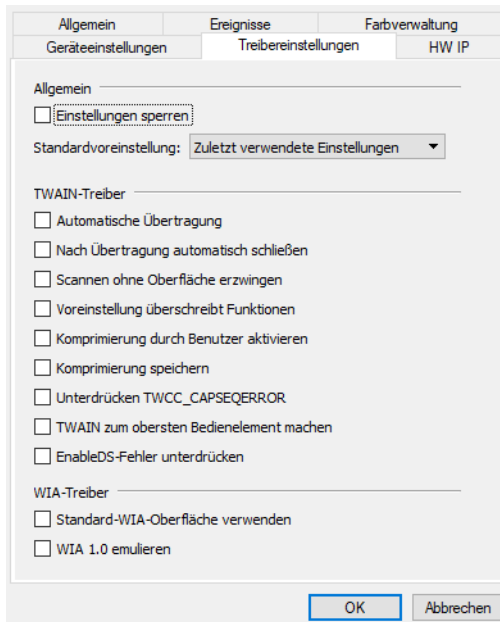 Allgemein Ereignisse Farbverwaltung
Geräteeinstellungen Treibereinstellungen HW IP
Allgemein
Einstellungen sperren
Standardvoreinstellung: Zuletzt verwendete Einstellungen
TWAIN-Treiber
Automatische Übertragung
Nach Übertragung automatisch schließen
Scannen ohne Oberfläche erzwingen
Voreinstellung überschreibt Funktionen
Komprimierung durch Benutzer aktivieren
Komprimierung speichern
Unterdrücken TWCC_CAPSEQERROR
TWAIN zum obersten Bedienelement machen
EnableDS-Fehler unterdrücken
WIA-Treiber
Standard-WIA-Oberfläche verwenden
WIA 1.0 emulieren
OK Abbrechen